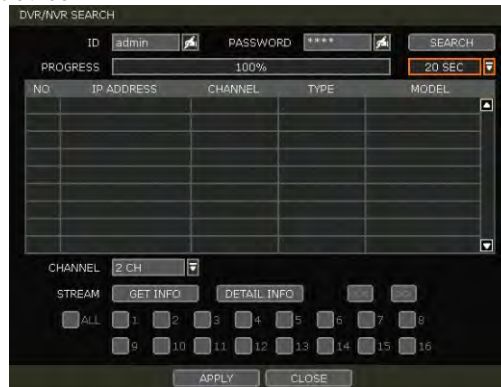 DVR/NVR SEARCH
ID admin PASSWORD **** SEARCH
PROGRESS 100% 20 SEC
NO IP ADDRESS CHANNEL TYPE MODEL
CHANNEL 2 CH
STREAM GET INFO DETAIL INFO << >>
ALL 1 2 3 4 5 6 7 8
9 10 11 12 13 14 15 16
APPLY CLOSE